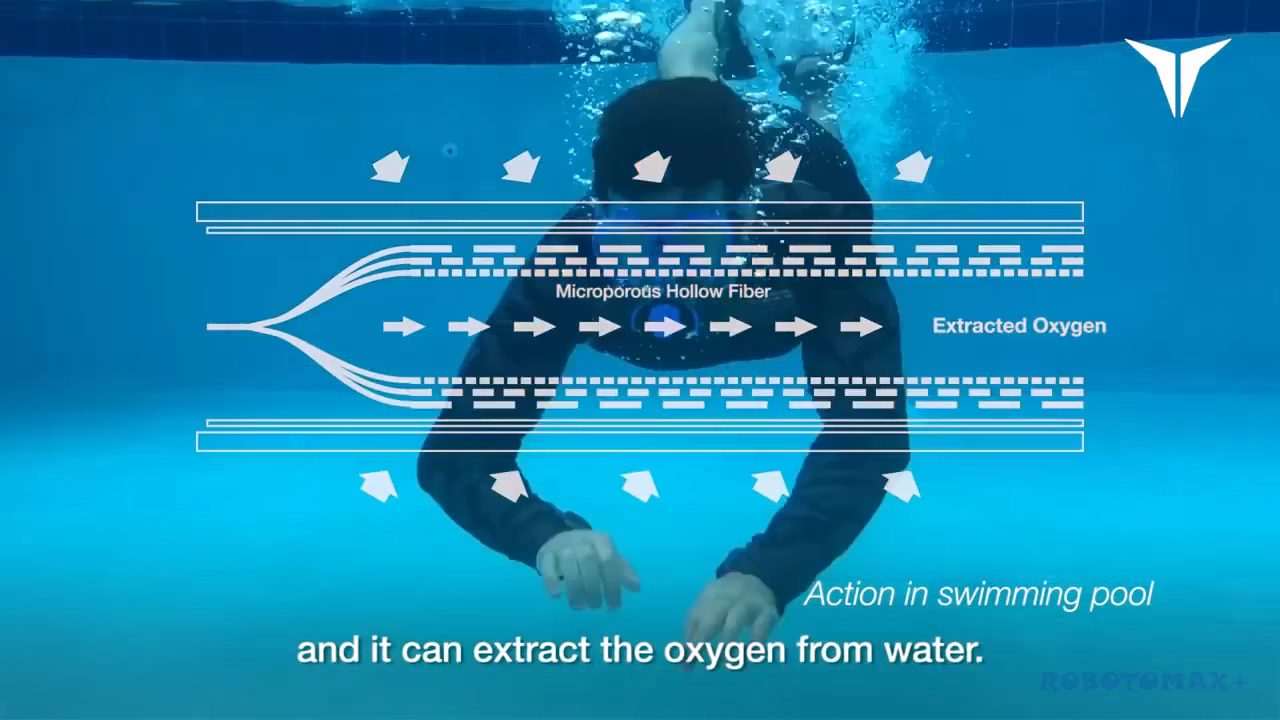 Microporous Hollow Fiber
Extracted Oxygen
Action in swimming pool
and it can extract the oxygen from water.
ROBOTOMAX+